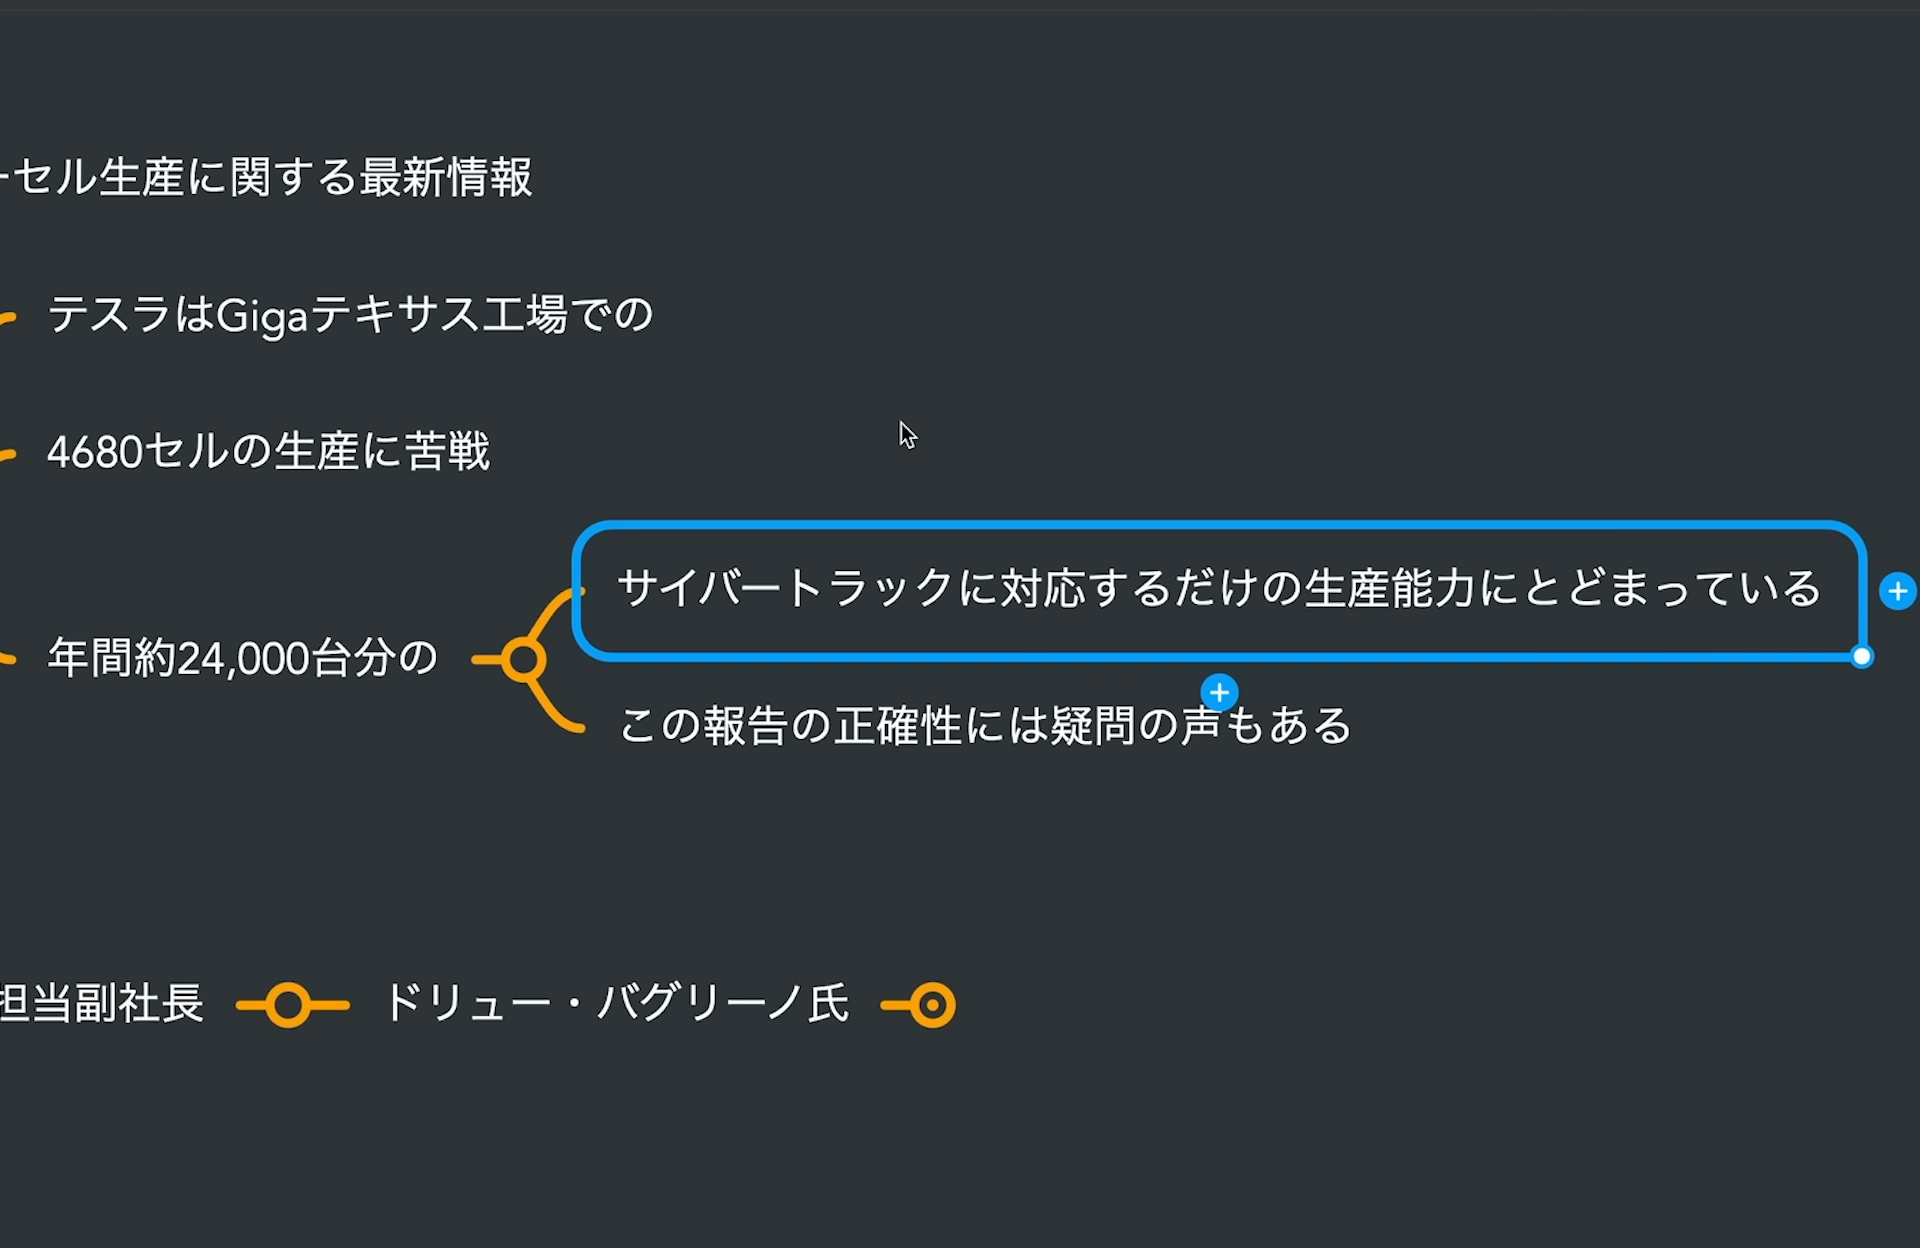 ーセル生産に関する最新情報
テスラはGigaテキサス工場での
4680セルの生産に苦戦
サイバートラックに対応するだけの生産能力にとどまっている
年間約24,000台分の
この報告の正確性には疑問の声もある
担当副社長
ドリュー・バグリーノ氏